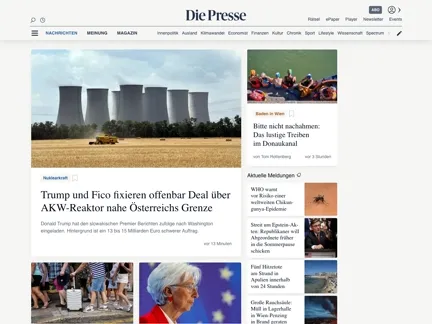 Die Presse
ABO
Rätsel ePaper Player Newsletter Events
NACHRICHTEN MEINUNG MAGAZIN
Innenpolitik Ausland Klimawandel Economist Finanzen Kultur Chronik Sport Lifestyle Wissenschaft Spectrum
Nuklearkraft
Trump und Fico fixieren offenbar Deal über
AKW-Reaktor nahe Österreichs Grenze
Donald Trump hat den slowakischen Premier Berichten zufolge nach Washington
eingeladen. Hintergrund ist ein 13 bis 15 Milliarden Euro schwerer Auftrag.
vor 13 Minuten
Baden in Wien
Bitte nicht nachahmen:
Das lustige Treiben
im Donaukanal
von Tom Rottenberg vor 3 Stunden
Aktuelle Meldungen
WHO warnt
vor Risiko einer
weltweiten Chikun-
gunya-Epidemie
Streit um Epstein-Ak-
ten: Republikaner will
Abgeordnete früher
in die Sommerpause
schicken
Fünf Hitzetote
am Strand in
Apulien innerhalb
von 24 Stunden
Große Rauchsäule:
Müll in Lagerhalle
in Wien-Penzing
in Brand geraten